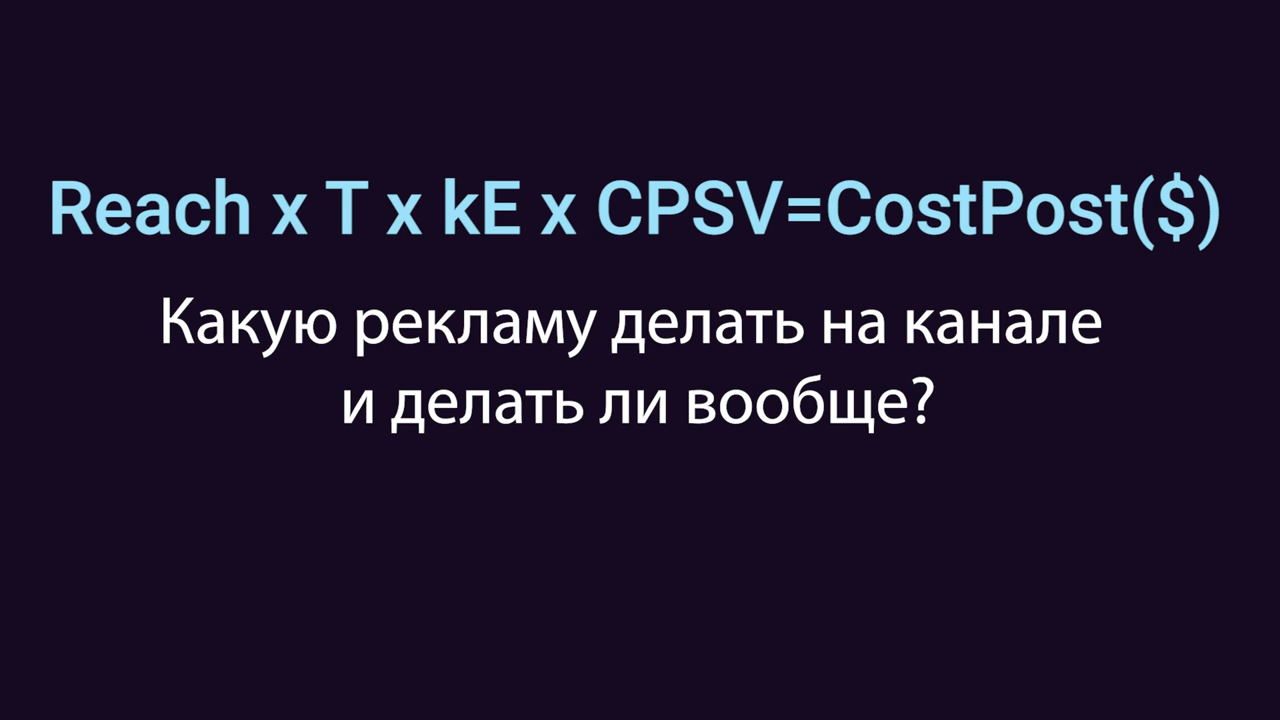 Reach x T x kE x CPSV=CostPost($)
Какую рекламу делать на канале
и делать ли вообще?